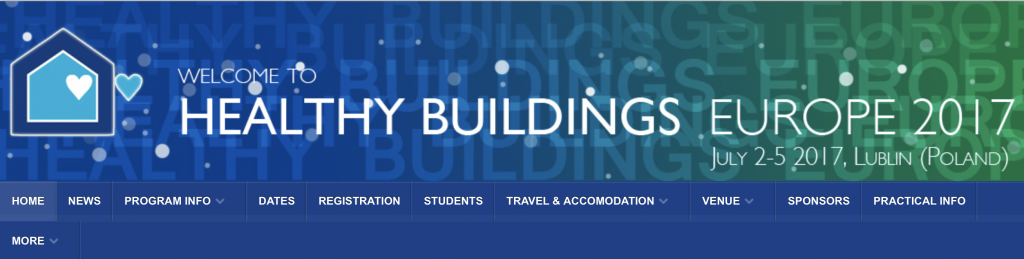 WELCOME TO
HEALTHY BUILDINGS EUROPE 2017
JULY 2-5 2017, LUBLIN (POLAND)
HOME NEWS PROGRAM INFO DATES REGISTRATION STUDENTS TRAVEL & ACCOMODATION VENUE SPONSORS PRACTICAL INFO
MORE